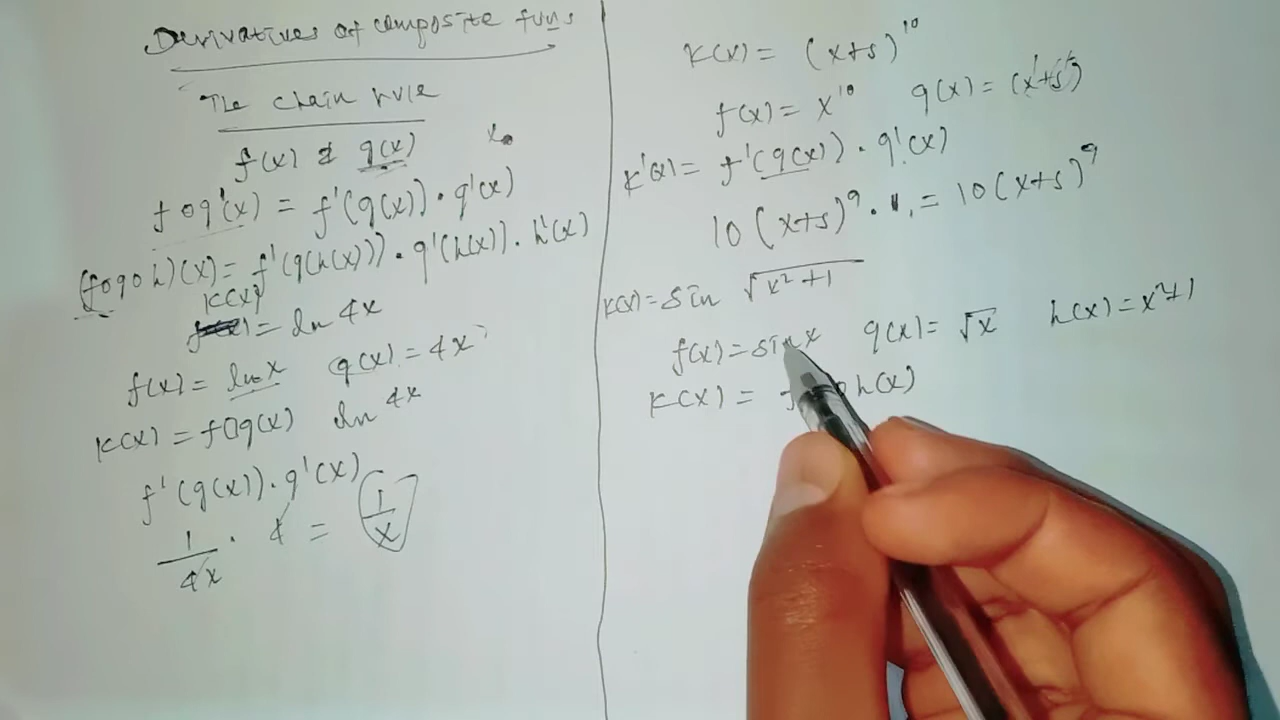 Derivatives of composite funs
The chain rule
f(x) & g(x)
fog'(x) = f'(g(x)) · g'(x)
(fogoh)(x) = f'(g(h(x))) · g'(h(x)) · h'(x)
k(x) = ln 4x
f(x) = ln x g(x) = 4x
k(x) = fog(x) ln 4x
f'(g(x)) · g'(x)
1/4x · 4 = 1/x
k(x) = (x+5)^10
f(x) = x^10 g(x) = (x+5)
k'(x) = f'(g(x)) · g'(x)
10(x+5)^9 · 1 = 10(x+5)^9
k(x) = sin √(x²+1)
f(x) = sin x g(x) = √x h(x) = x²+1
k(x) = h(x)